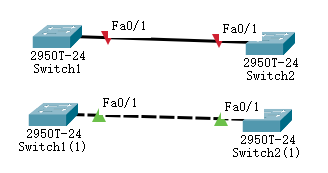 Fa0/1
Fa0/1
2950T-24
Switch1
2950T-24
Switch2
Fa0/1
Fa0/1
2950T-24
Switch1(1)
2950T-24
Switch2(1)